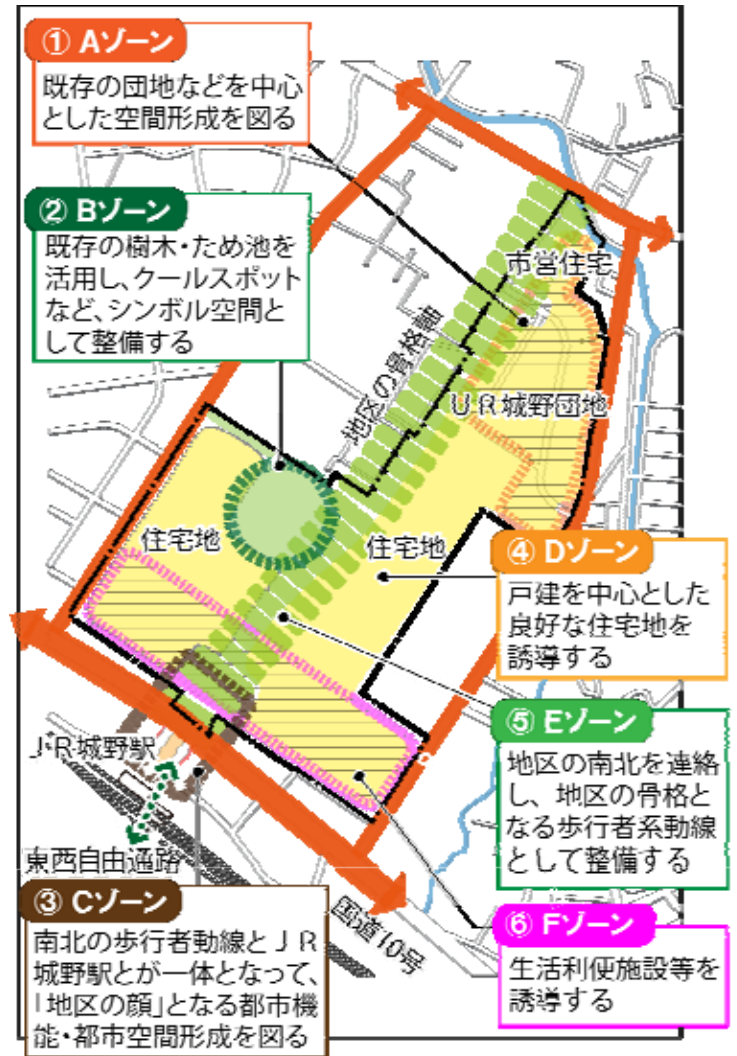 ① Aゾーン
既存の団地などを中心
とした空間形成を図る
② Bゾーン
既存の樹木・ため池を
活用し、クールスポット
など、シンボル空間と
して整備する
市営住宅
地区の骨格軸
UR城野団地
住宅地
住宅地
④ Dゾーン
戸建を中心とした
良好な住宅地を
誘導する
⑤ Eゾーン
地区の南北を連絡
し、地区の骨格と
なる歩行者系動線
として整備する
JR城野駅
東西自由通路
③ Cゾーン
南北の歩行者動線とJR
城野駅とが一体となって、
「地区の顔」となる都市機
能・都市空間形成を図る
国道10号
⑥ Fゾーン
生活利便施設等を
誘導する